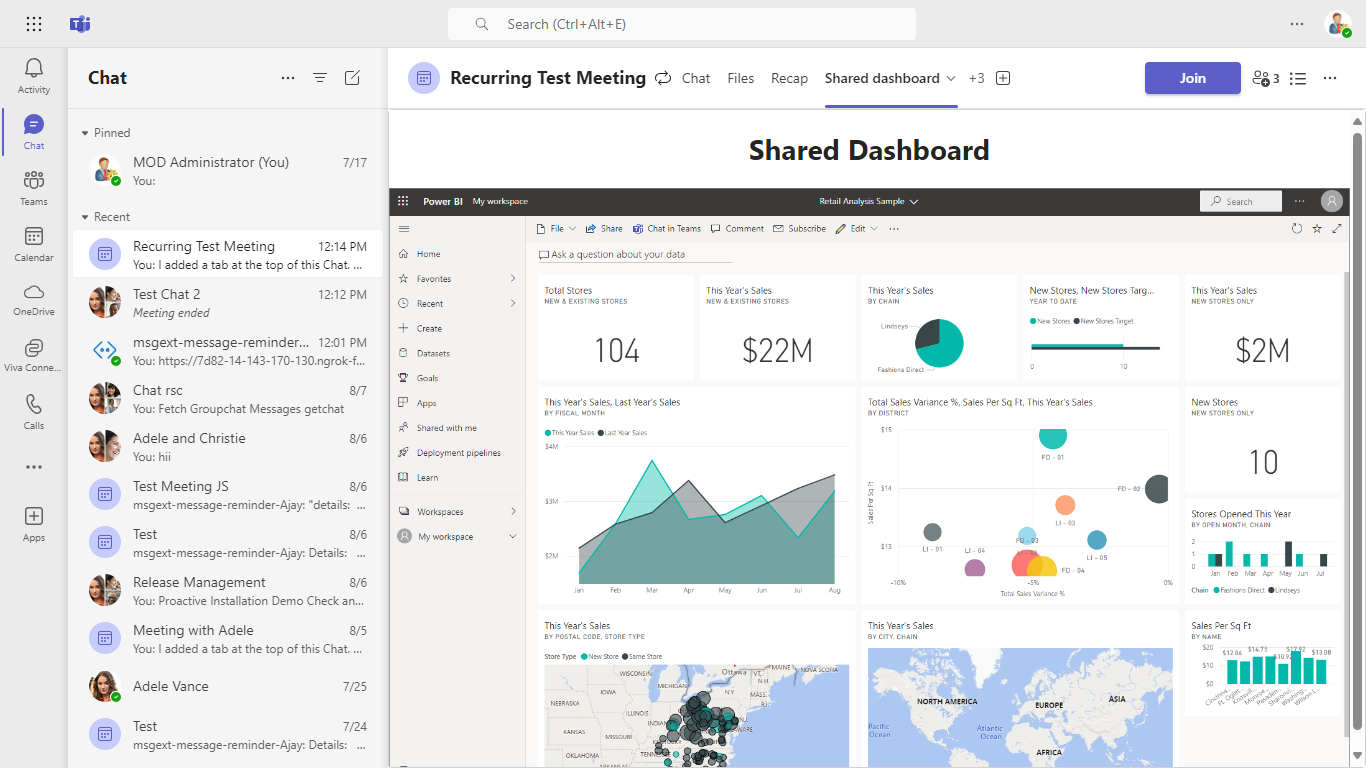 Search (Ctrl+Alt+E)
Activity
Chat
Teams
Calendar
OneDrive
Viva Conne...
Calls
Apps
Chat
Pinned
MOD Administrator (You) 7/17
You:
Recent
Recurring Test Meeting 12:14 PM
You: I added a tab at the top of this Chat. ...
Test Chat 2 12:12 PM
Meeting ended
msgext-message-reminder... 12:01 PM
You: https://7d82-14-143-170-130.ngrok-f...
Chat rsc 8/7
You: Fetch Groupchat Messages getchat
Adele and Christie 8/6
You: hii
Test Meeting JS 8/6
msgext-message-reminder-Ajay: "details: ...
Test 8/6
msgext-message-reminder-Ajay: Details: ...
Release Management 8/6
You: Proactive Installation Demo Check an...
Meeting with Adele 8/5
You: I added a tab at the top of this Chat. ...
Adele Vance 7/25
Test 7/24
msgext-message-reminder-Ajay: Details: ...
Recurring Test Meeting Chat Files Recap Shared dashboard +3 Join 3
Shared Dashboard
Power BI My workspace Retail Analysis Sample Search
File Share Chat in Teams Comment Subscribe Edit
Home
Favorites
Recent
Create
Datasets
Goals
Apps
Shared with me
Deployment pipelines
Learn
Workspaces
My workspace
Ask a question about your data
Total Stores
NEW & EXISTING STORES
104
This Year's Sales
NEW & EXISTING STORES
$22M
This Year's Sales
BY CHAIN
Lindseys
Fashions Direct
New Stores, New Stores Targ...
YEAR TO DATE
New Stores New Stores Target
0 10
This Year's Sales
NEW STORES ONLY
$2M
This Year's Sales, Last Year's Sales
BY FISCAL MONTH
This Year Sales Last Year Sales
$4M
$3M
$2M
Jan Feb Mar Apr May Jun Jul Aug
Total Sales Variance %, Sales Per Sq Ft, This Year's Sales
BY DISTRICT
Sales Per Sq Ft
$15
$14
$13
FD - 01
FD - 02
LI - 03
LI - 01
FD - 03
LI - 04
LI - 05
FD - 04
-10% -5% 0%
Total Sales Variance %
New Stores
NEW STORES ONLY
10
Stores Opened This Year
BY OPEN MONTH, CHAIN
2
1
0
Jan Feb Mar Apr May Jun Jul
Chain Fashions Direct Lindseys
This Year's Sales
BY POSTAL CODE, STORE TYPE
Store Type New Store Same Store
WISCONSIN
MICHIGAN
Ottawa
MAINE
NOVA SCOTIA
VT.
N.H.
N.Y.
MASS.
R.I.
IOWA
NEBRASKA
ILLINOIS
KANSAS
MISSOURI
OKLAHOMA
This Year's Sales
BY CITY, CHAIN
NORTH AMERICA
EUROPE
ASIA
Pacific
Ocean
Atlantic
Ocean
AFRICA
Sales Per Sq Ft
BY NAME
$20
$10
$0
$12.86 $14.75 $17.92 $13.08